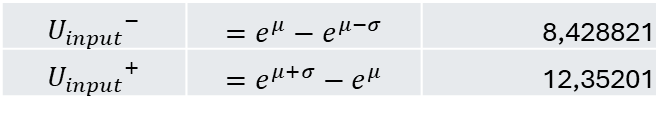 U_input⁻ = e^μ − e^(μ−σ) 8,428821
U_input⁺ = e^(μ+σ) − e^μ 12,35201